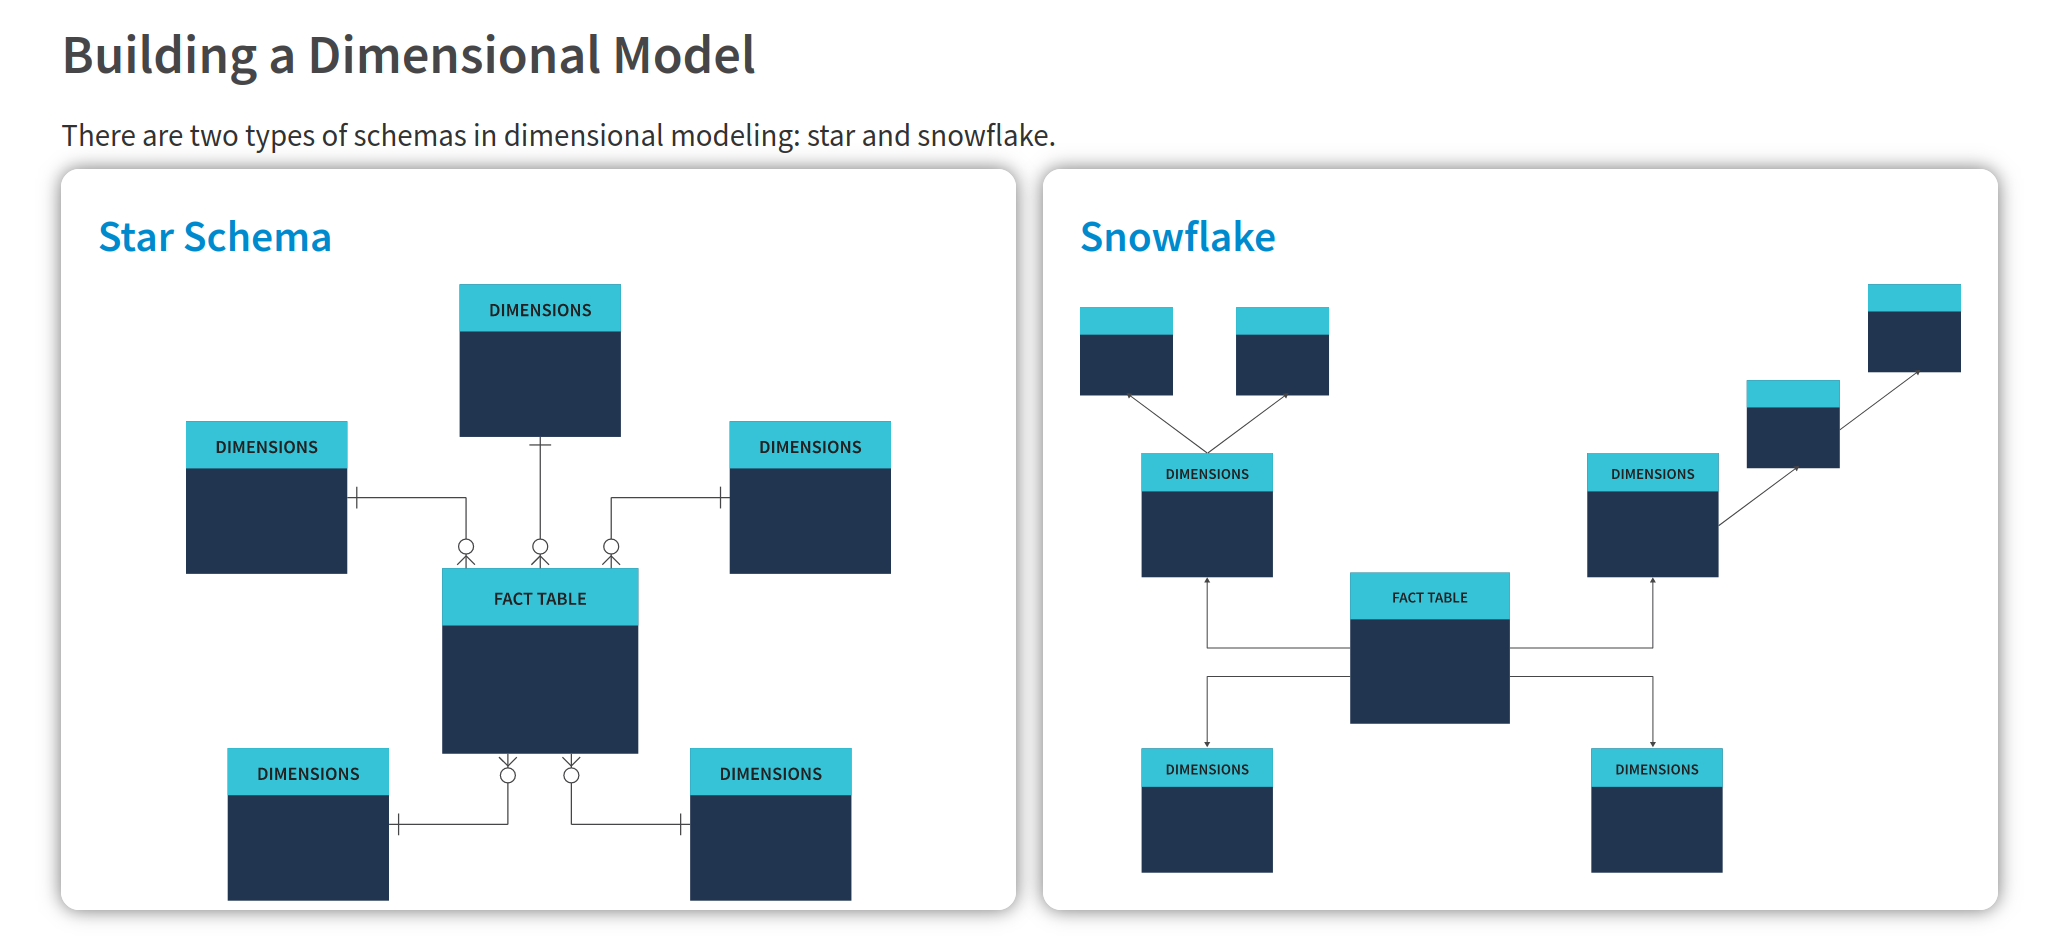 Building a Dimensional Model
There are two types of schemas in dimensional modeling: star and snowflake.
Star Schema
DIMENSIONS
DIMENSIONS
DIMENSIONS
FACT TABLE
DIMENSIONS
DIMENSIONS
Snowflake
DIMENSIONS
DIMENSIONS
FACT TABLE
DIMENSIONS
DIMENSIONS